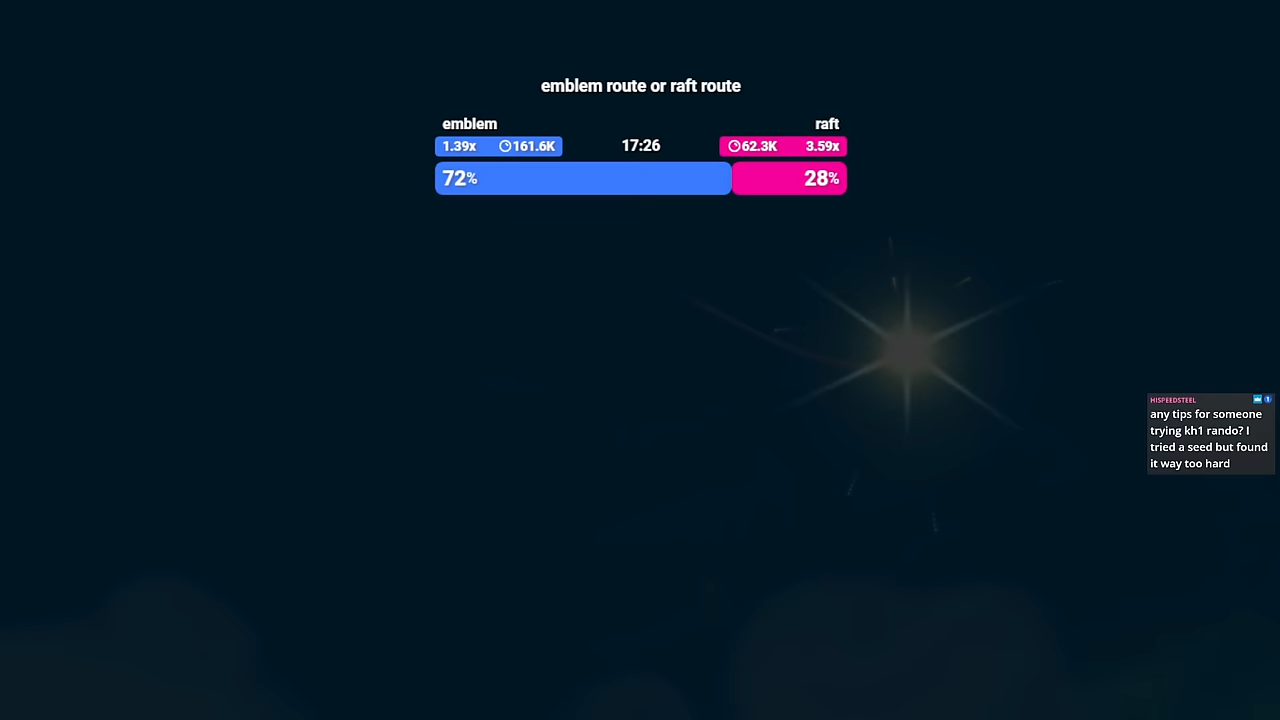 emblem route or raft route
emblem
raft
1.39x 161.6K
17:26
62.3K 3.59x
72%
28%
HISPEEDSTEEL
1
any tips for someone
trying kh1 rando? I
tried a seed but found
it way too hard